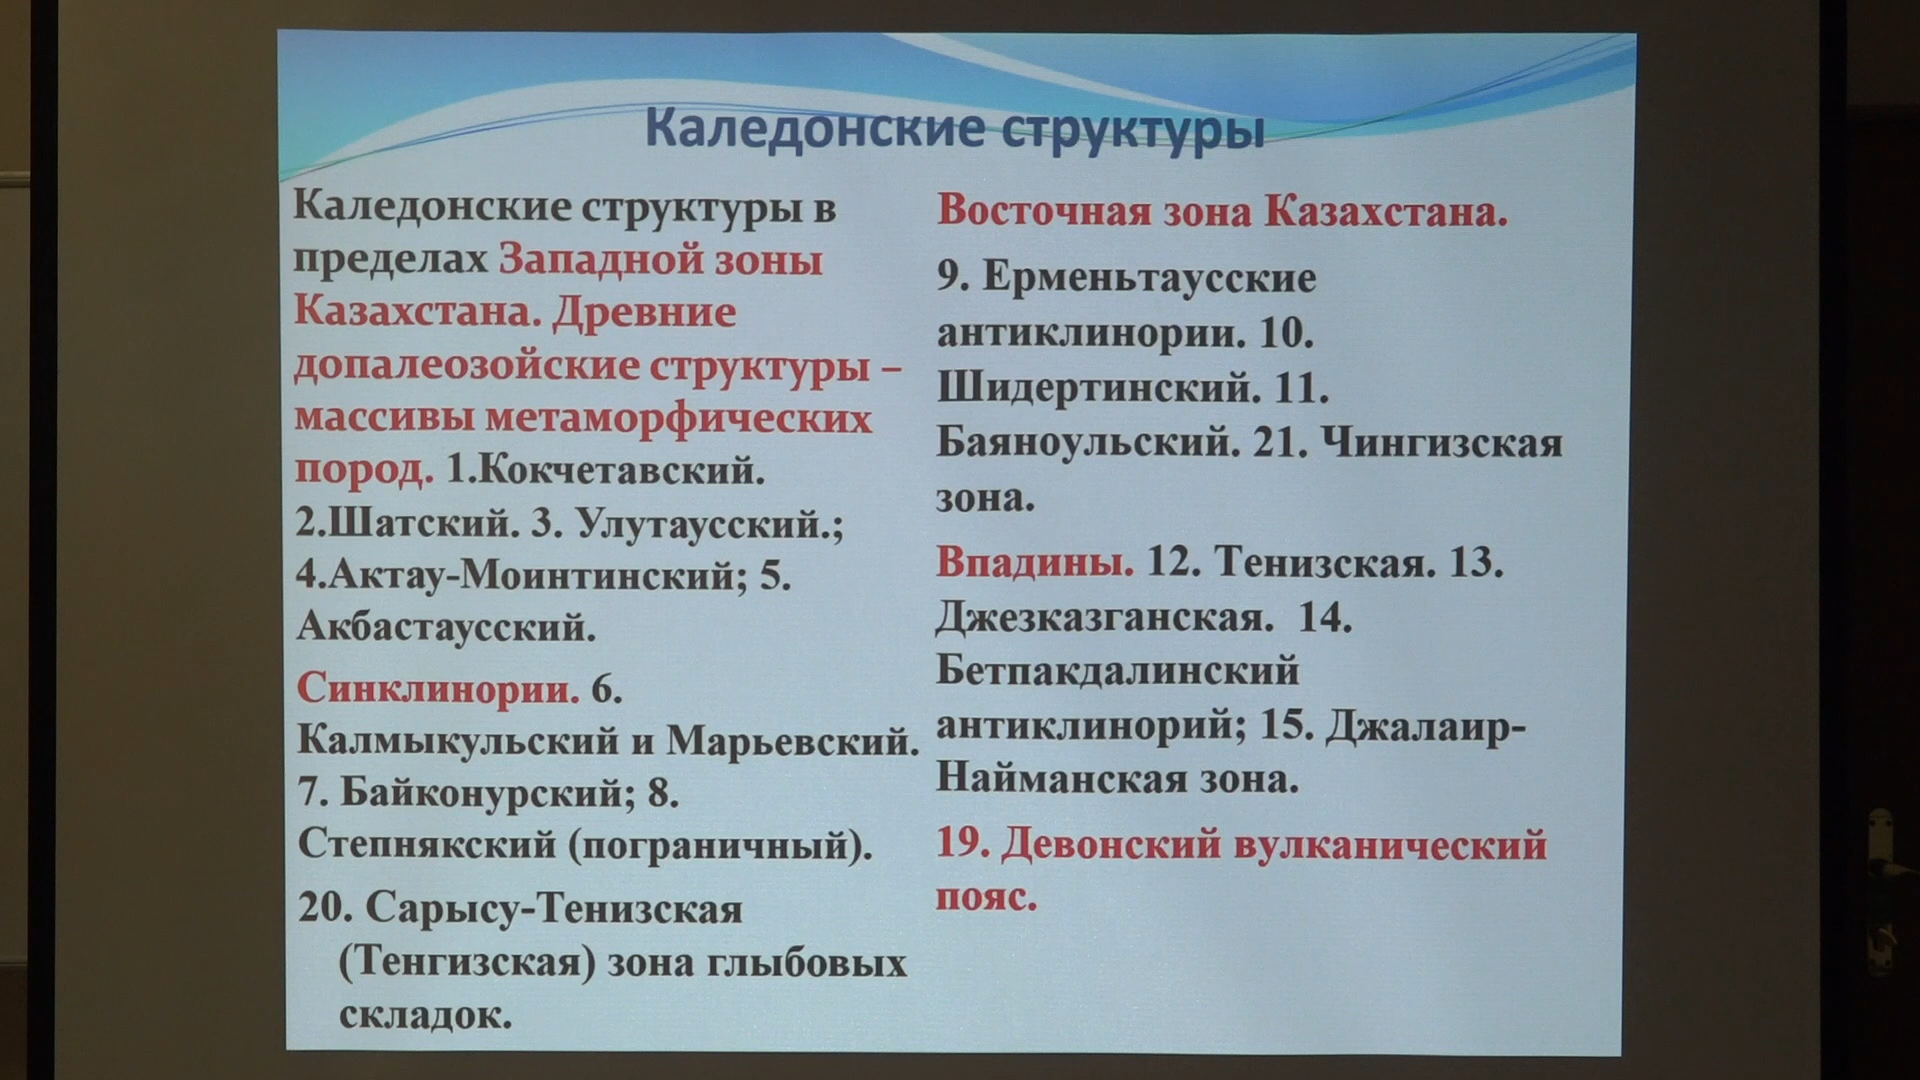 Каледонские структуры
Каледонские структуры в
пределах Западной зоны
Казахстана. Древние
допалеозойские структуры –
массивы метаморфических
пород. 1.Кокчетавский.
2.Шатский. 3. Улутаусский.;
4.Актау-Моинтинский; 5.
Акбастаусский.
Синклинории. 6.
Калмыкульский и Марьевский.
7. Байконурский; 8.
Степнякский (пограничный).
20. Сарысу-Тенизская
(Тенгизская) зона глыбовых
складок.
Восточная зона Казахстана.
9. Ерменьтаусские
антиклинории. 10.
Шидертинский. 11.
Баяноульский. 21. Чингизская
зона.
Впадины. 12. Тенизская. 13.
Джезказганская. 14.
Бетпакдалинский
антиклинорий; 15. Джалаир-
Найманская зона.
19. Девонский вулканический
пояс.